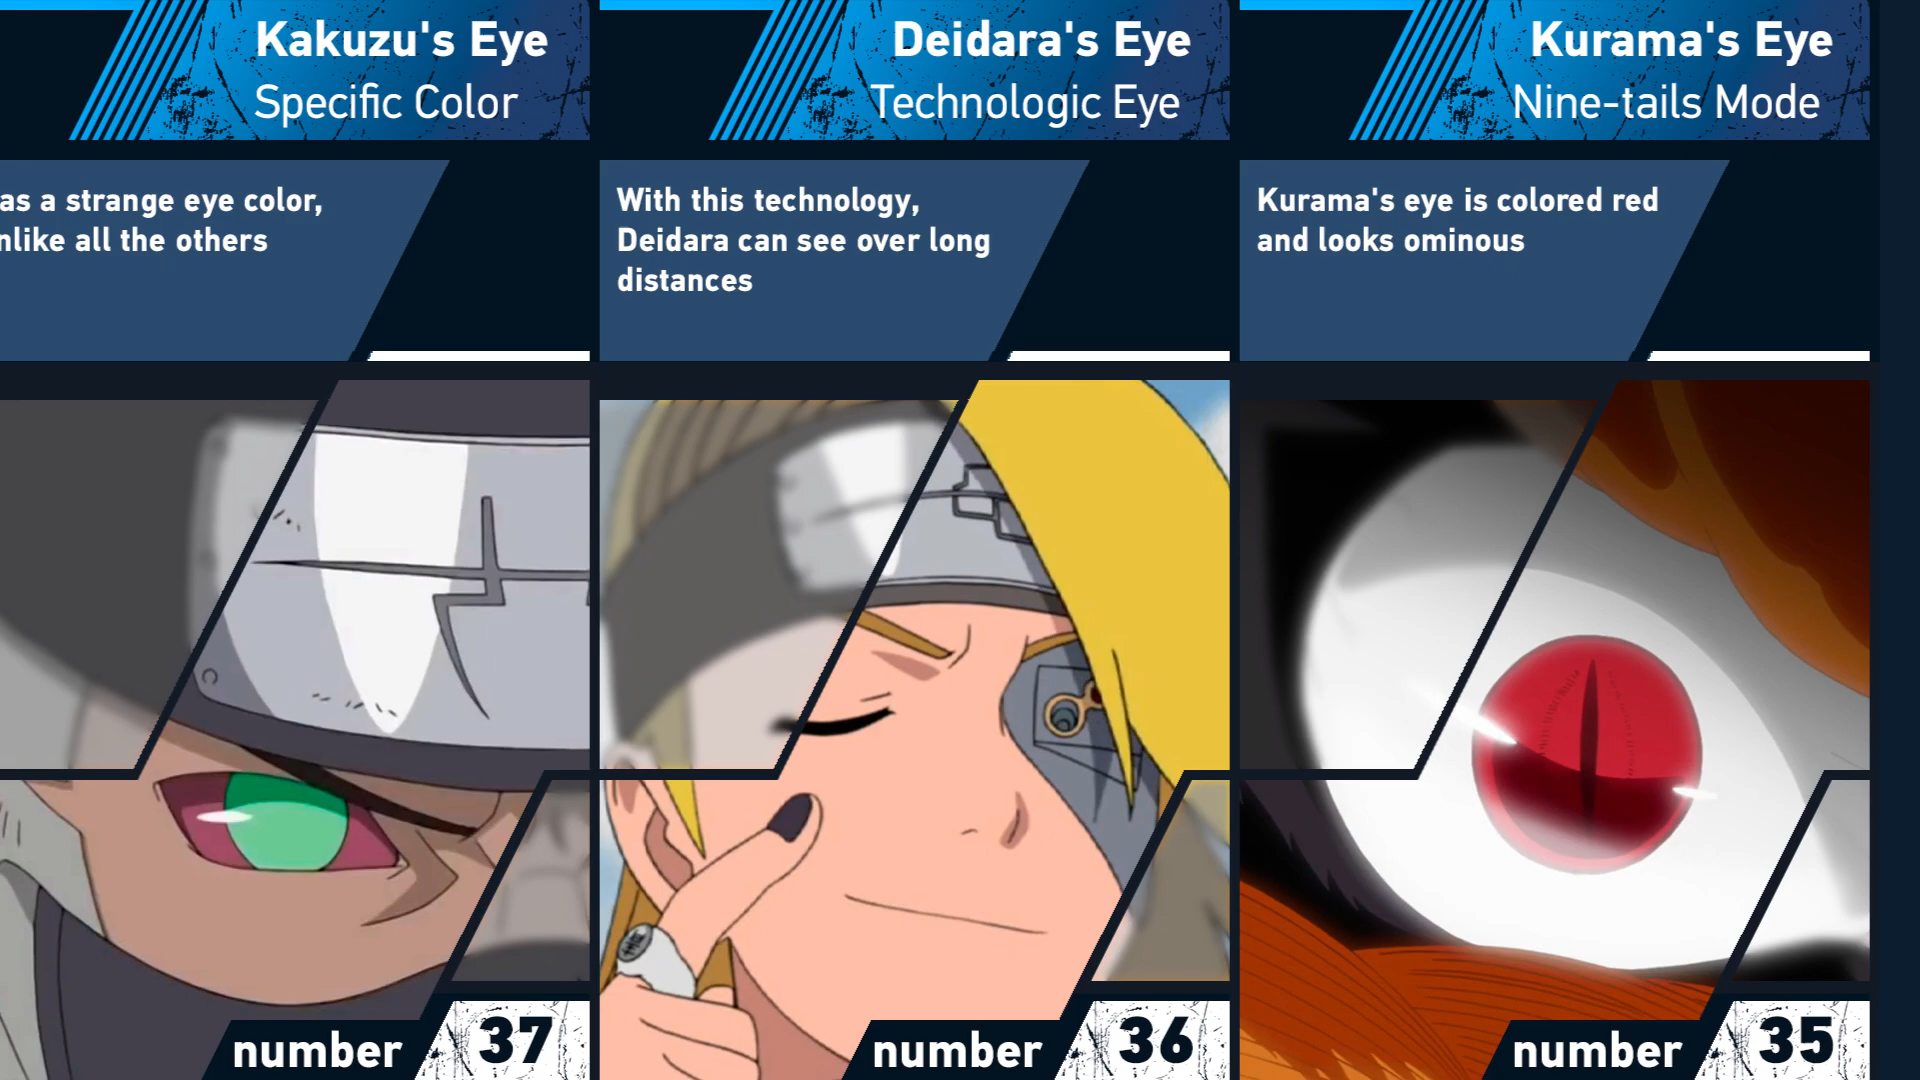 Kakuzu's Eye
Specific Color
as a strange eye color,
nlike all the others
number
37
Deidara's Eye
Technologic Eye
With this technology,
Deidara can see over long
distances
number
36
Kurama's Eye
Nine-tails Mode
Kurama's eye is colored red
and looks ominous
number
35